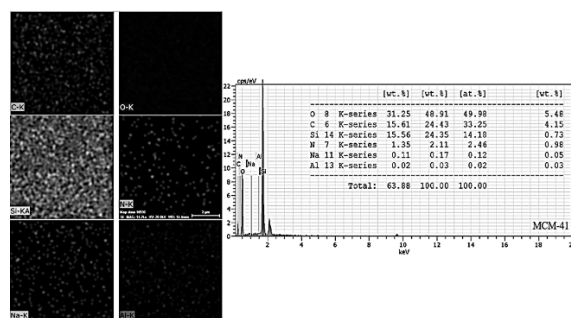 C-K
O-K
Si-KA
N-K
Na-K
Al-K
cps/eV
22
20
18
16
14
12
10
8
6
4
2
0
[wt.%] [wt.%] [at.%] [wt.%]
O 8 K-series 31.25 48.91 49.98 5.48
C 6 K-series 15.61 24.43 33.25 4.15
Si 14 K-series 15.56 24.35 14.18 0.73
N 7 K-series 1.35 2.11 2.46 0.98
Na 11 K-series 0.11 0.17 0.12 0.05
Al 13 K-series 0.02 0.03 0.02 0.03
Total: 63.88 100.00 100.00
N Al
C Na
O Si
MCM-41
2 4 6 8 10 12 14 16 18
keV